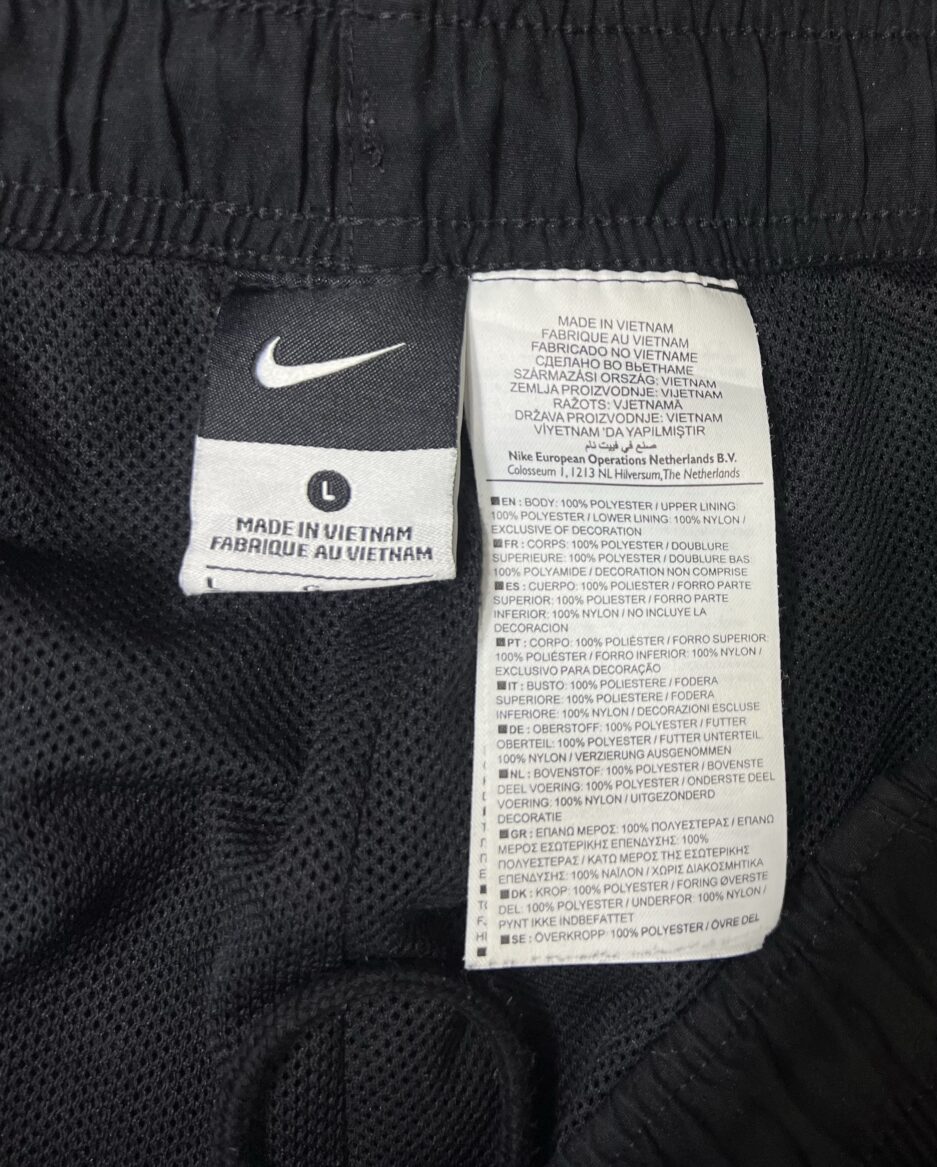 L
MADE IN VIETNAM
FABRIQUE AU VIETNAM
MADE IN VIETNAM
FABRIQUE AU VIETNAM
FABRICADO NO VIETNAME
СДЕЛАНО ВО ВЬЕТНАМЕ
SZÁRMAZÁSI ORSZÁG: VIETNAM
ZEMLJA PROIZVODNJE: VIJETNAM
RAŽOTS: VJETNAMĀ
DRŽAVA PROIZVODNJE: VIETNAM
VİYETNAM 'DA YAPILMIŞTIR
صنع في فييت نام
Nike European Operations Netherlands B.V.
Colosseum 1, 1213 NL Hilversum, The Netherlands
EN : BODY: 100% POLYESTER / UPPER LINING:
100% POLYESTER / LOWER LINING: 100% NYLON /
EXCLUSIVE OF DECORATION
FR : CORPS: 100% POLYESTER / DOUBLURE
SUPERIEURE: 100% POLYESTER / DOUBLURE BAS:
100% POLYAMIDE / DECORATION NON COMPRISE
ES : CUERPO: 100% POLIESTER / FORRO PARTE
SUPERIOR: 100% POLIESTER / FORRO PARTE
INFERIOR: 100% NYLON / NO INCLUYE LA
DECORACION
PT : CORPO: 100% POLIÉSTER / FORRO SUPERIOR:
100% POLIÉSTER / FORRO INFERIOR: 100% NYLON /
EXCLUSIVO PARA DECORAÇÃO
IT : BUSTO: 100% POLIESTERE / FODERA
SUPERIORE: 100% POLIESTERE / FODERA
INFERIORE: 100% NYLON / DECORAZIONI ESCLUSE
DE : OBERSTOFF: 100% POLYESTER / FUTTER
OBERTEIL: 100% POLYESTER / FUTTER UNTERTEIL:
100% NYLON / VERZIERUNG AUSGENOMMEN
NL : BOVENSTOF: 100% POLYESTER / BOVENSTE
DEEL VOERING: 100% POLYESTER / ONDERSTE DEEL
VOERING: 100% NYLON / UITGEZONDERD
DECORATIE
GR : ΕΠΑΝΩ ΜΕΡΟΣ: 100% ΠΟΛΥΕΣΤΕΡΑΣ / ΕΠΑΝΩ
ΜΕΡΟΣ ΕΣΩΤΕΡΙΚΗΣ ΕΠΕΝΔΥΣΗΣ: 100%
ΠΟΛΥΕΣΤΕΡΑΣ / ΚΑΤΩ ΜΕΡΟΣ ΤΗΣ ΕΣΩΤΕΡΙΚΗΣ
ΕΠΕΝΔΥΣΗΣ: 100% ΝΑΪΛΟΝ / ΧΩΡΙΣ ΔΙΑΚΟΣΜΗΤΙΚΑ
DK : KROP: 100% POLYESTER / FORING ØVERSTE
DEL: 100% POLYESTER / UNDERFOR: 100% NYLON /
PYNT IKKE INDBEFATTET
SE : ÖVERKROPP: 100% POLYESTER / ÖVRE DEL